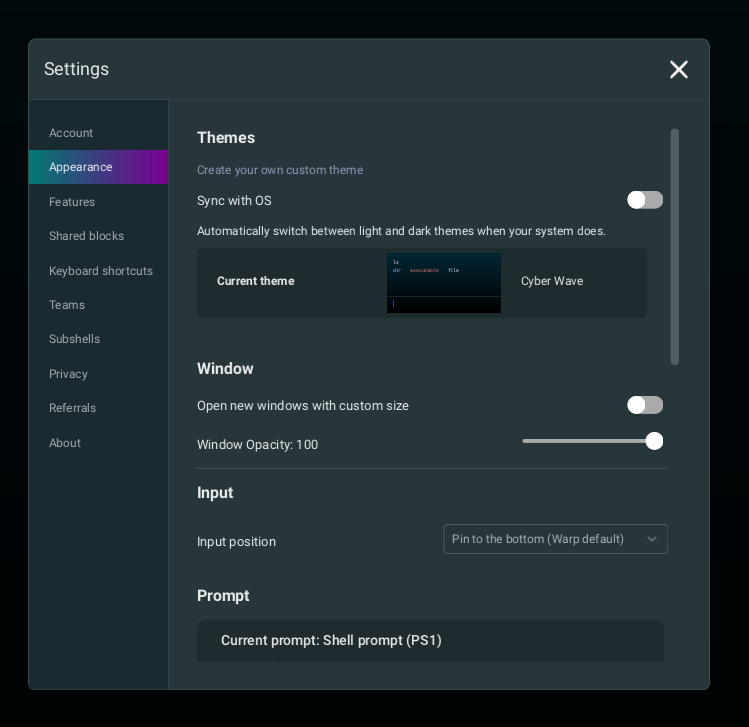 Settings
Account
Appearance
Features
Shared blocks
Keyboard shortcuts
Teams
Subshells
Privacy
Referrals
About
Themes
Create your own custom theme
Sync with OS
Automatically switch between light and dark themes when your system does.
Current theme
ls
dir executable file
Cyber Wave
Window
Open new windows with custom size
Window Opacity: 100
Input
Input position
Pin to the bottom (Warp default)
Prompt
Current prompt: Shell prompt (PS1)